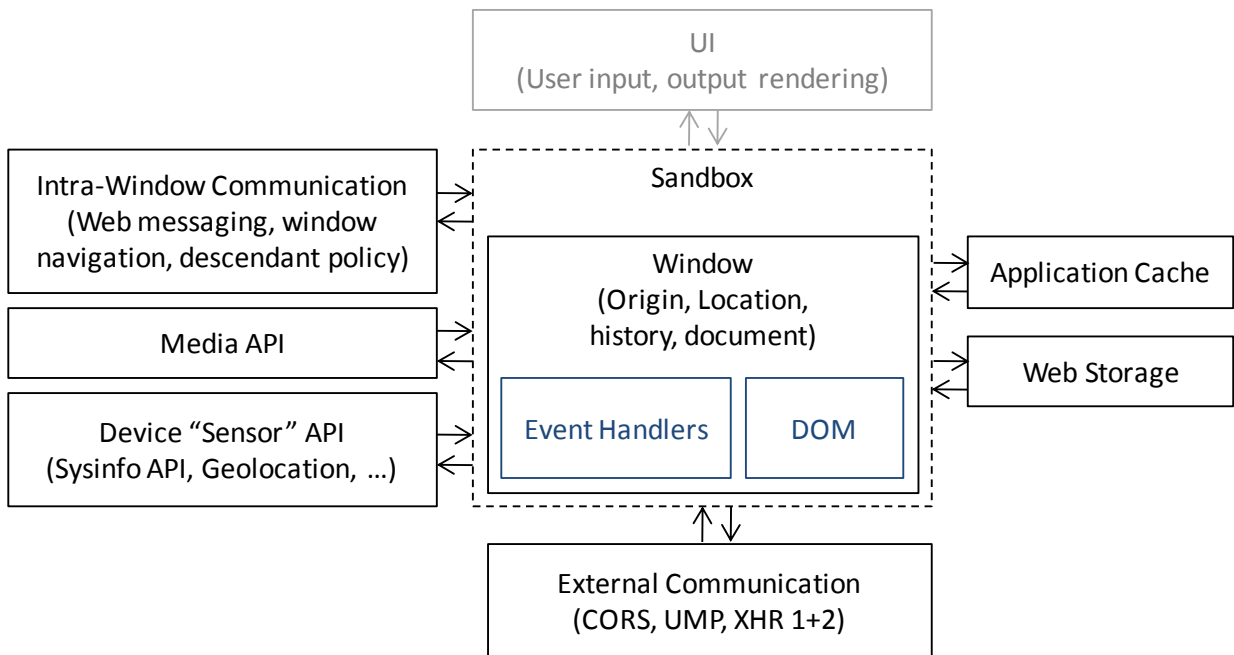 UI
(User input, output rendering)
Intra-Window Communication
(Web messaging, window
navigation, descendant policy)
Media API
Device “Sensor” API
(Sysinfo API, Geolocation, …)
Sandbox
Window
(Origin, Location,
history, document)
Event Handlers
DOM
Application Cache
Web Storage
External Communication
(CORS, UMP, XHR 1+2)